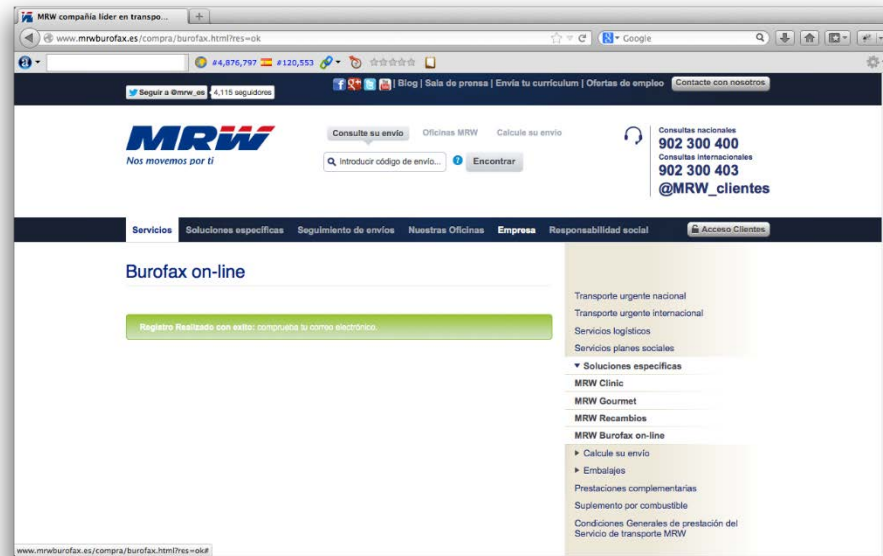 MRW compañía líder en transpo...
www.mrwburofax.es/compra/burofax.html?res=ok
Google
#4,876,797 #120,553
Seguir a @mrw_es 4,115 seguidores
| Blog | Sala de prensa | Envia tu currículum | Ofertas de empleo
Contacte con nosotros
MRW
Nos movemos por ti
Consulte su envío
Oficinas MRW
Calcule su envío
Introducir código de envío...
Encontrar
Consultas nacionales
902 300 400
Consultas internacionales
902 300 403
@MRW_clientes
Servicios
Soluciones específicas
Seguimiento de envíos
Nuestras Oficinas
Empresa
Responsabilidad social
Acceso Clientes
Burofax on-line
Registro Realizado con exito: comprueba tu correo electrónico.
Transporte urgente nacional
Transporte urgente internacional
Servicios logísticos
Servicios planes sociales
Soluciones específicas
MRW Clinic
MRW Gourmet
MRW Recambios
MRW Burofax on-line
Calcule su envío
Embalajes
Prestaciones complementarias
Suplemento por combustible
Condiciones Generales de prestación del
Servicio de transporte MRW
www.mrwburofax.es/compra/burofax.html?res=ok#